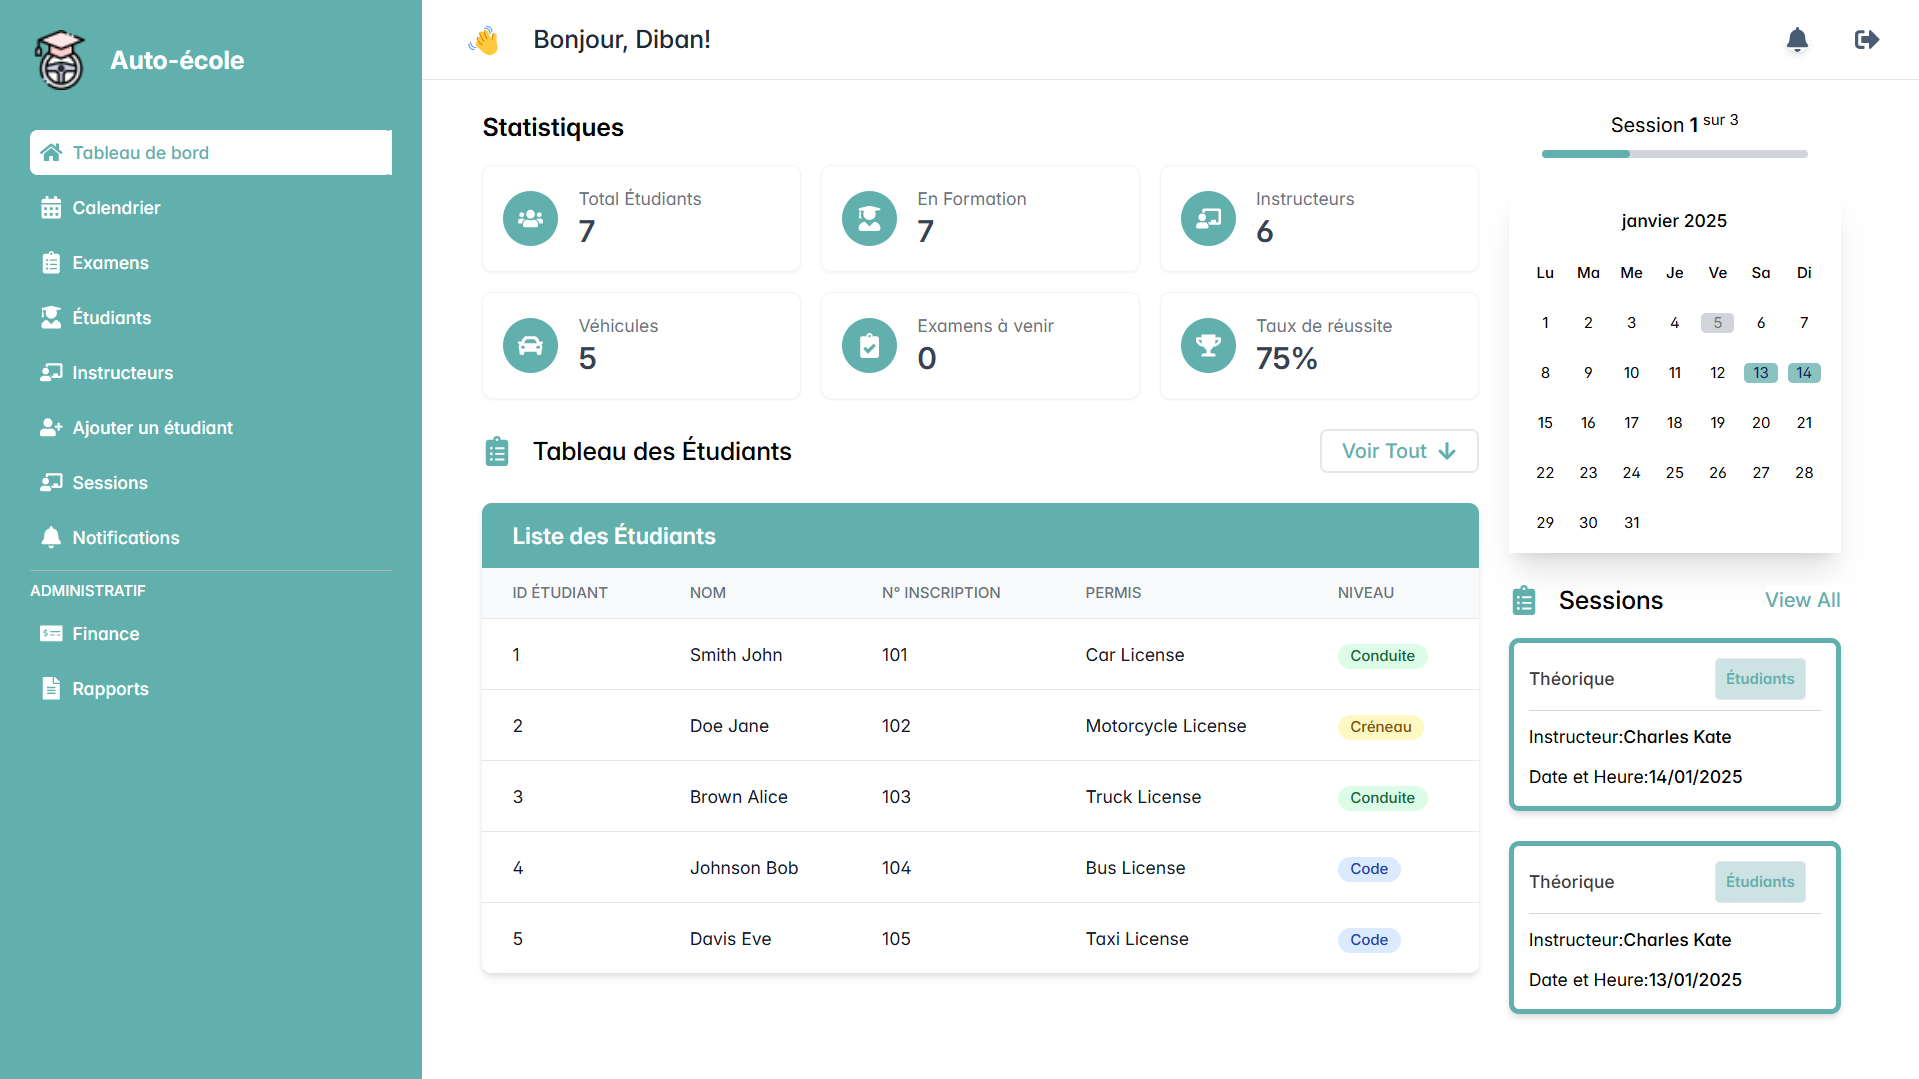 Auto-école
Tableau de bord
Calendrier
Examens
Étudiants
Instructeurs
Ajouter un étudiant
Sessions
Notifications
ADMINISTRATIF
Finance
Rapports
Bonjour, Diban!
Statistiques
Total Étudiants
7
En Formation
7
Instructeurs
6
Véhicules
5
Examens à venir
0
Taux de réussite
75%
Tableau des Étudiants
Voir Tout
Liste des Étudiants
ID ÉTUDIANT NOM N° INSCRIPTION PERMIS NIVEAU
1 Smith John 101 Car License Conduite
2 Doe Jane 102 Motorcycle License Créneau
3 Brown Alice 103 Truck License Conduite
4 Johnson Bob 104 Bus License Code
5 Davis Eve 105 Taxi License Code
Session 1 sur 3
janvier 2025
Lu Ma Me Je Ve Sa Di
1 2 3 4 5 6 7
8 9 10 11 12 13 14
15 16 17 18 19 20 21
22 23 24 25 26 27 28
29 30 31
Sessions View All
Théorique Étudiants
Instructeur:Charles Kate
Date et Heure:14/01/2025
Théorique Étudiants
Instructeur:Charles Kate
Date et Heure:13/01/2025